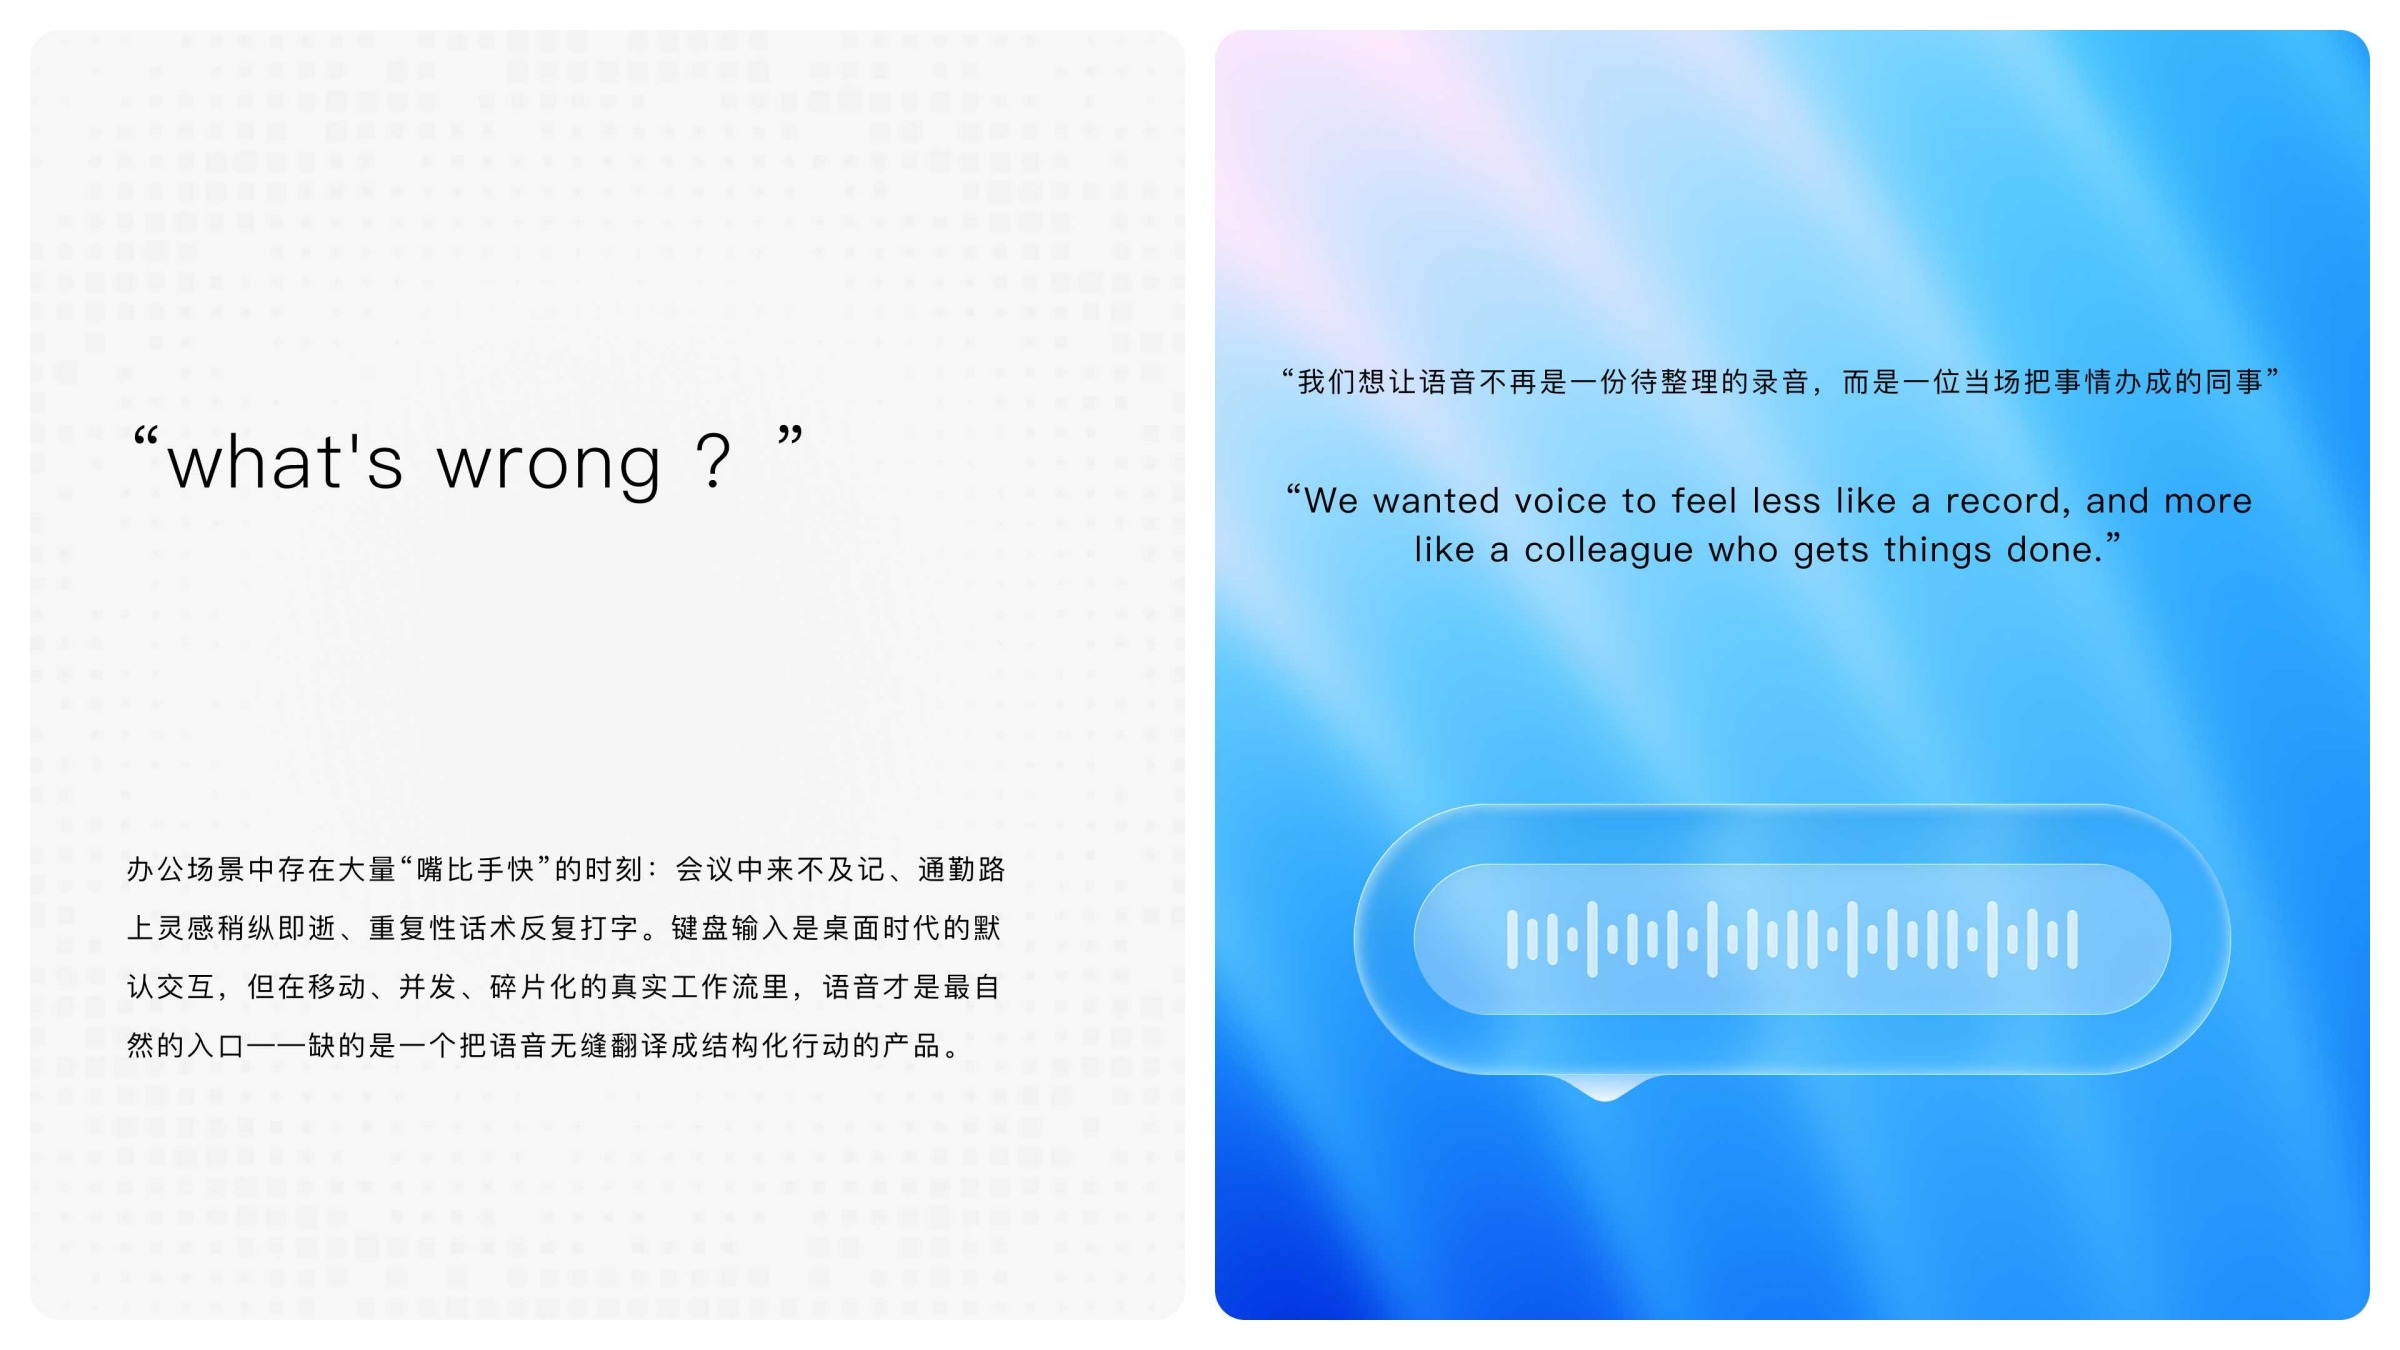 “what's wrong ? ”
办公场景中存在大量“嘴比手快”的时刻：会议中来不及记、通勤路
上灵感稍纵即逝、重复性话术反复打字。键盘输入是桌面时代的默
认交互，但在移动、并发、碎片化的真实工作流里，语音才是最自
然的入口——缺的是一个把语音无缝翻译成结构化行动的产品。
“我们想让语音不再是一份待整理的录音，而是一位当场把事情办成的同事”
“We wanted voice to feel less like a record, and more
like a colleague who gets things done.”